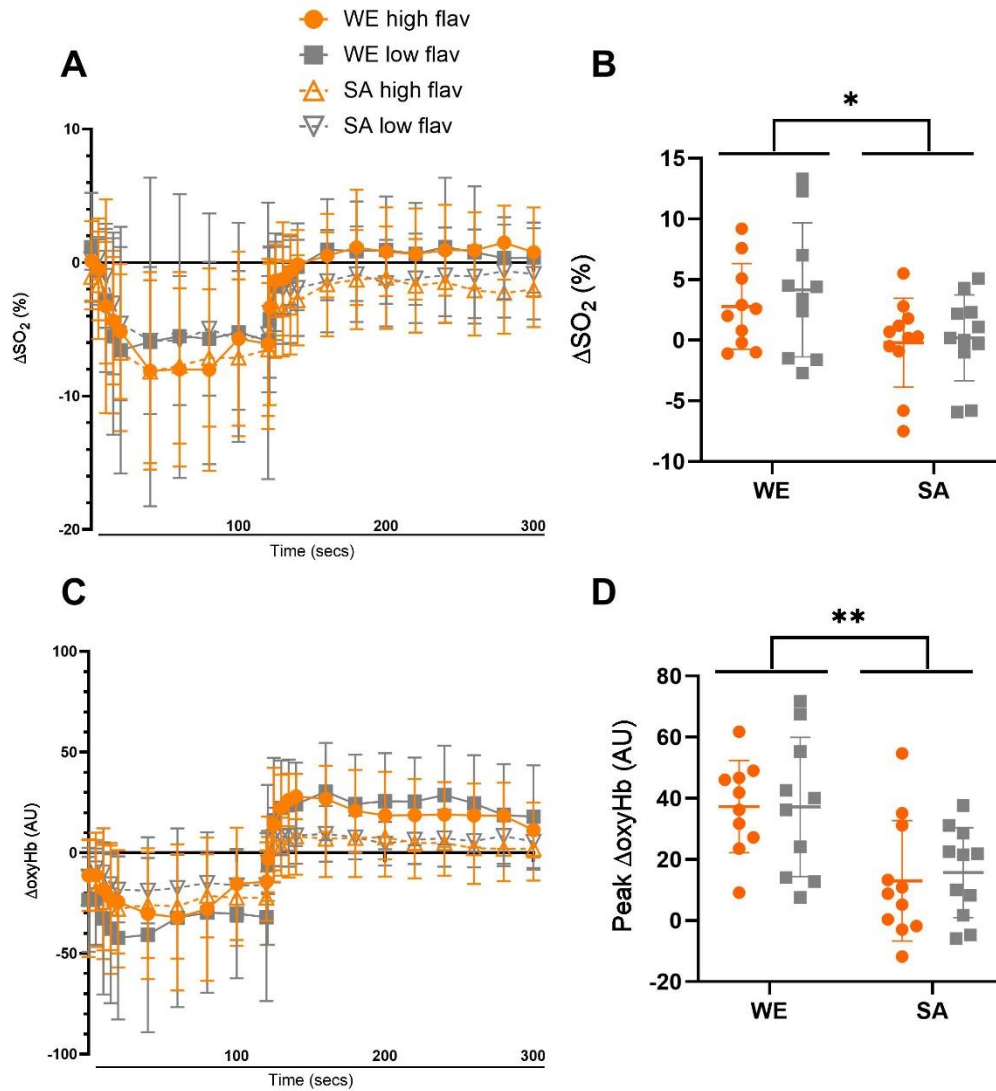 WE high flav
WE low flav
SA high flav
SA low flav
A
10
0
-10
-20
ΔSO₂ (%)
100
200
300
Time (secs)
B
*
15
10
5
0
-5
-10
ΔSO₂ (%)
WE
SA
C
100
50
0
-50
-100
ΔoxyHb (AU)
100
200
300
Time (secs)
D
**
80
60
40
20
0
-20
Peak ΔoxyHb (AU)
WE
SA